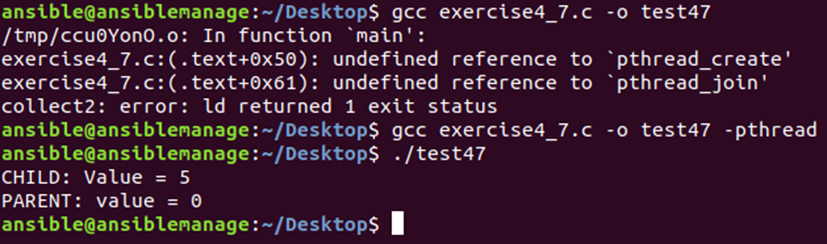 ansible@ansiblemanage:~/Desktop$ gcc exercise4_7.c -o test47
/tmp/ccu0YonO.o: In function `main':
exercise4_7.c:(.text+0x50): undefined reference to `pthread_create'
exercise4_7.c:(.text+0x61): undefined reference to `pthread_join'
collect2: error: ld returned 1 exit status
ansible@ansiblemanage:~/Desktop$ gcc exercise4_7.c -o test47 -pthread
ansible@ansiblemanage:~/Desktop$ ./test47
CHILD: Value = 5
PARENT: value = 0
ansible@ansiblemanage:~/Desktop$